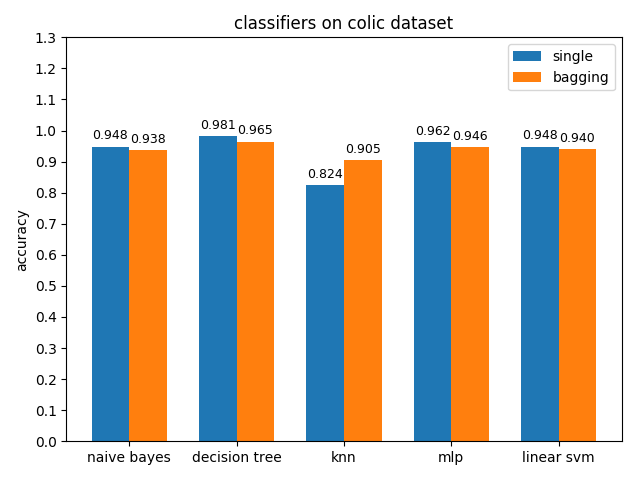 classifiers on colic dataset
single
bagging
accuracy
1.3
1.2
1.1
1.0
0.9
0.8
0.7
0.6
0.5
0.4
0.3
0.2
0.1
0.0
0.948 0.938 0.981 0.965 0.824 0.905 0.962 0.946 0.948 0.940
naive bayes decision tree knn mlp linear svm